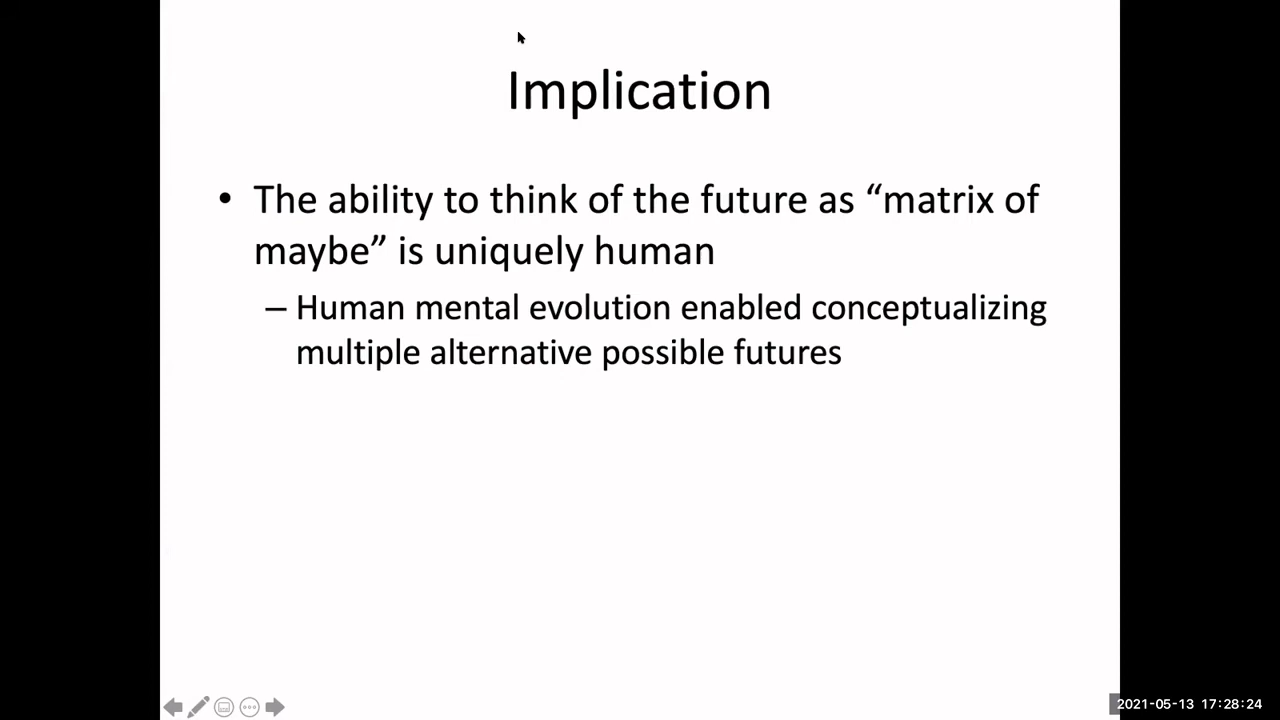 Implication
• The ability to think of the future as “matrix of
maybe” is uniquely human
– Human mental evolution enabled conceptualizing
multiple alternative possible futures
2021-05-13 17:28:24